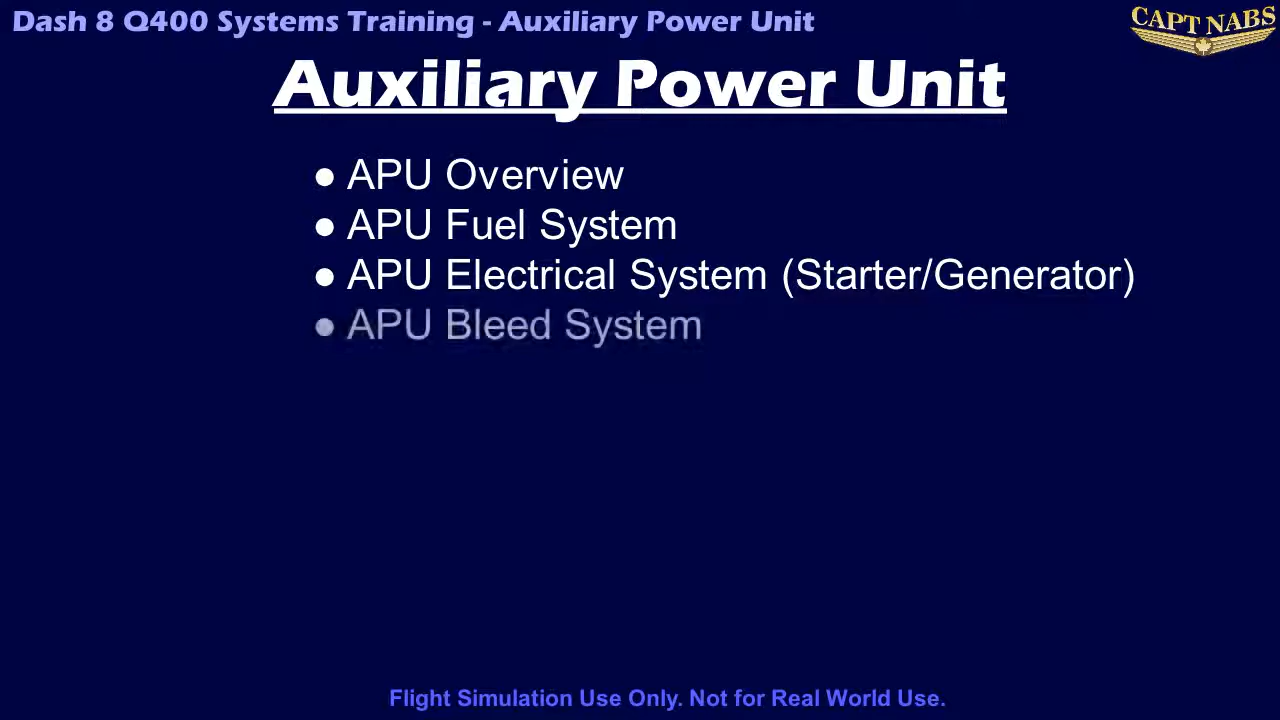 Dash 8 Q400 Systems Training - Auxiliary Power Unit
CAPT NABS
Auxiliary Power Unit
● APU Overview
● APU Fuel System
● APU Electrical System (Starter/Generator)
● APU Bleed System
Flight Simulation Use Only. Not for Real World Use.